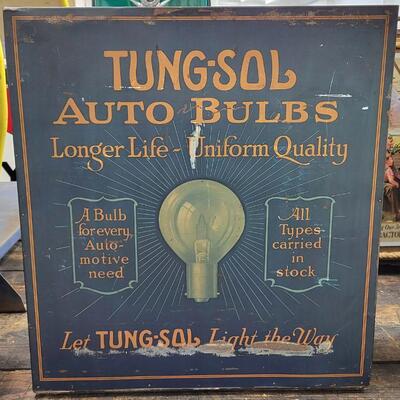 TUNG-SOL
AUTO BULBS
Longer Life - Uniform Quality
A Bulb
for every
Auto-
motive
need
All
Types
carried
in
stock
Let TUNG-SOL Light the Way